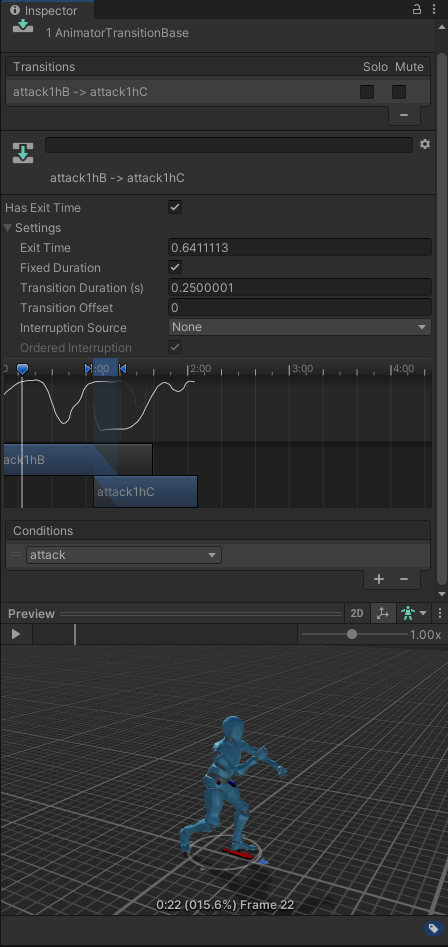 Inspector
1 AnimatorTransitionBase
Transitions Solo Mute
attack1hB -> attack1hC
attack1hB -> attack1hC
Has Exit Time
Settings
Exit Time 0.6411113
Fixed Duration
Transition Duration (s) 0.2500001
Transition Offset 0
Interruption Source None
Ordered Interruption
0 :00 2:00 3:00 4:00
ack1hB
attack1hC
Conditions
attack
Preview 2D
1.00x
0:22 (015.6%) Frame 22